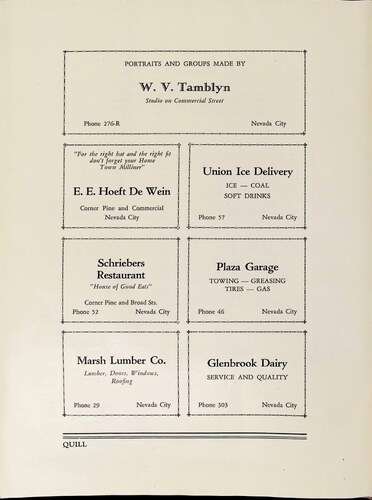 PORTRAITS AND GROUPS MADE BY
W. V. Tamblyn
Studio on Commercial Street
Phone 276-R Nevada City
"For the right hat and the right fit
don't forget your Home
Town Milliner"
E. E. Hoeft De Wein
Corner Pine and Commercial
Nevada City
Union Ice Delivery
ICE — COAL
SOFT DRINKS
Phone 57 Nevada City
Schriebers
Restaurant
"House of Good Eats"
Corner Pine and Broad Sts.
Phone 52 Nevada City
Plaza Garage
TOWING — GREASING
TIRES — GAS
Phone 46 Nevada City
Marsh Lumber Co.
Lumber, Doors, Windows,
Roofing
Phone 29 Nevada City
Glenbrook Dairy
SERVICE AND QUALITY
Phone 303 Nevada City
QUILL